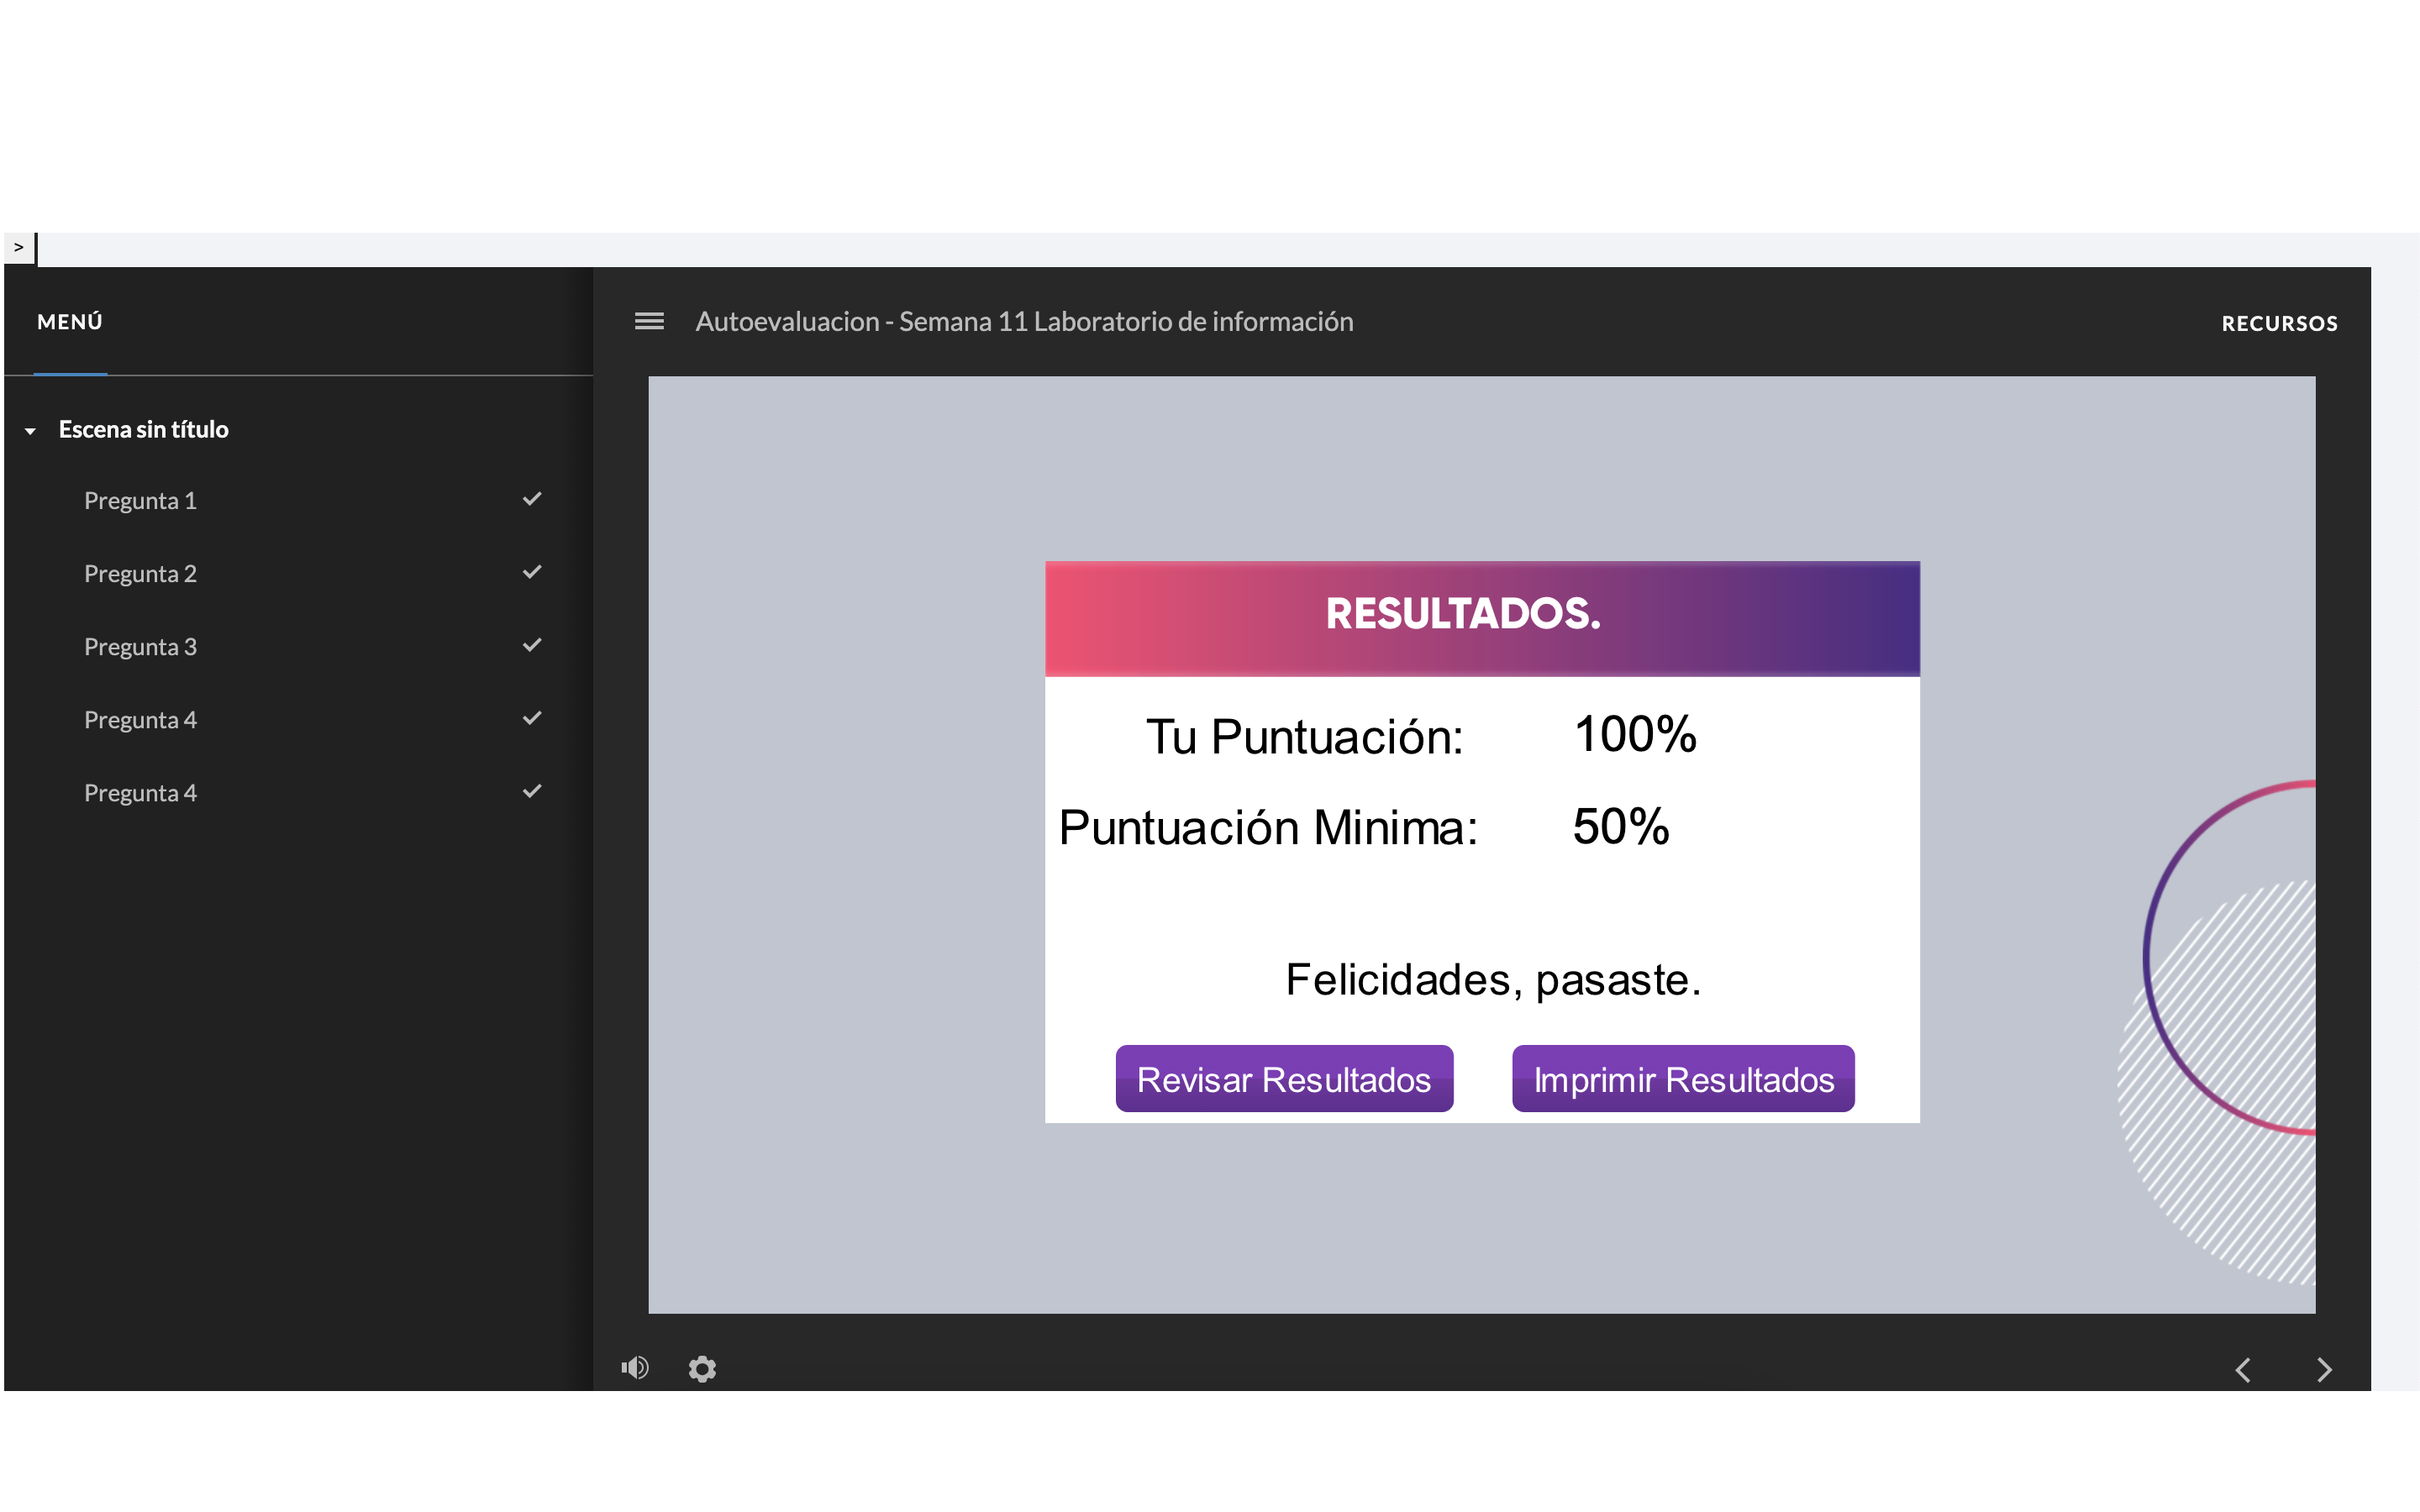 >
MENÚ
Escena sin título
Pregunta 1
Pregunta 2
Pregunta 3
Pregunta 4
Pregunta 4
Autoevaluacion - Semana 11 Laboratorio de información
RECURSOS
RESULTADOS.
Tu Puntuación: 100%
Puntuación Minima: 50%
Felicidades, pasaste.
Revisar Resultados
Imprimir Resultados